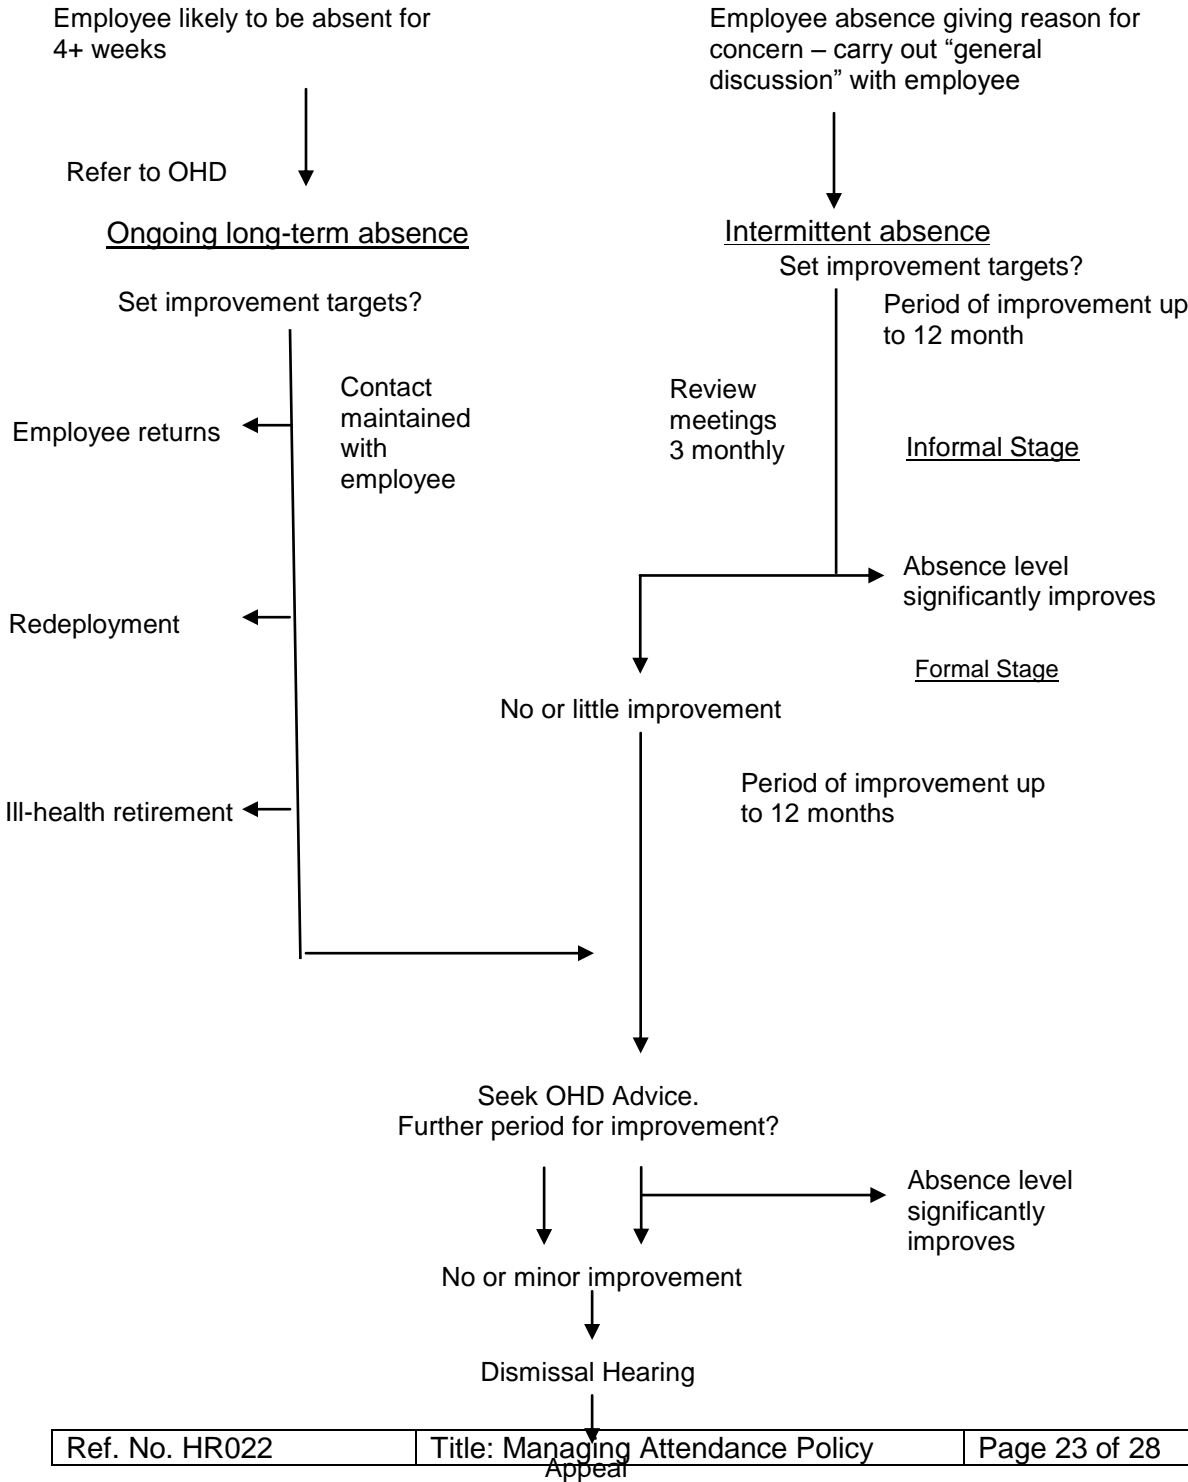 Employee likely to be absent for
4+ weeks
Employee absence giving reason for
concern – carry out “general
discussion” with employee
Refer to OHD
Ongoing long-term absence
Intermittent absence
Set improvement targets?
Set improvement targets?
Period of improvement up
to 12 month
Contact
maintained
with
employee
Review
meetings
3 monthly
Employee returns
Informal Stage
Absence level
significantly improves
Redeployment
Formal Stage
No or little improvement
Period of improvement up
to 12 months
Ill-health retirement
Seek OHD Advice.
Further period for improvement?
Absence level
significantly
improves
No or minor improvement
Dismissal Hearing
Ref. No. HR022 Title: Managing Attendance Policy Page 23 of 28
Appeal